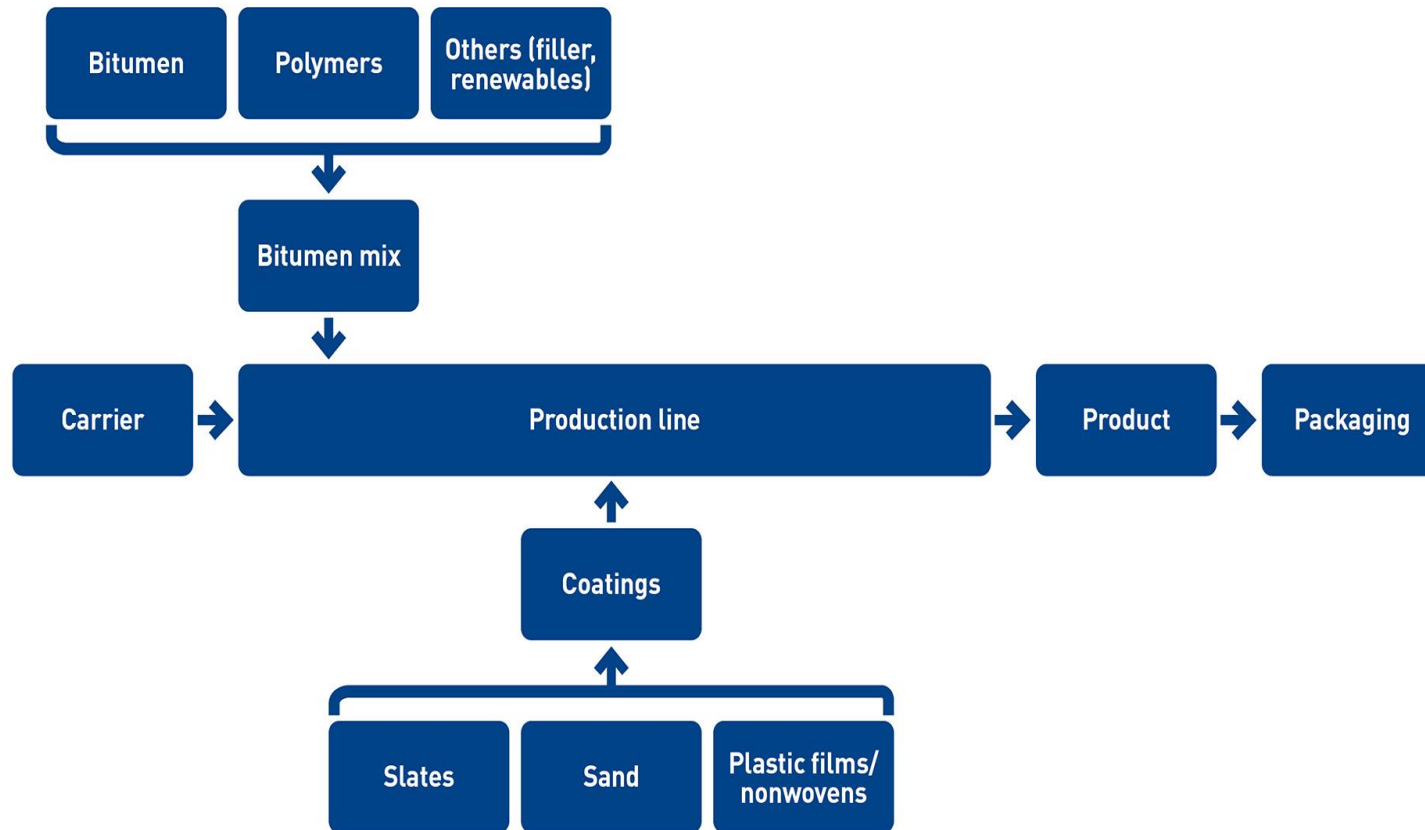 Bitumen
Polymers
Others (filler,
renewables)
Bitumen mix
Carrier
Production line
Product
Packaging
Coatings
Slates
Sand
Plastic films/
nonwovens